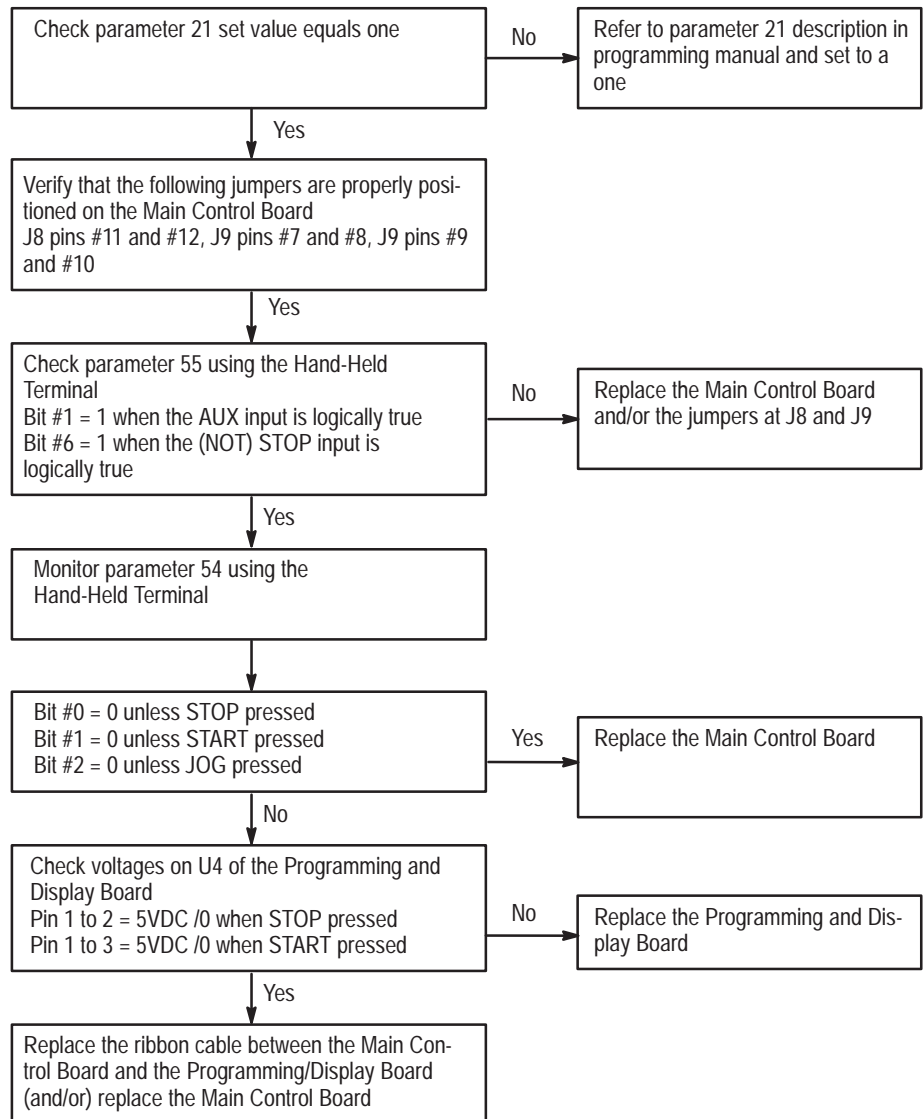 Check parameter 21 set value equals one
No
Refer to parameter 21 description in
programming manual and set to a
one
Yes
Verify that the following jumpers are properly posi-
tioned on the Main Control Board
J8 pins #11 and #12, J9 pins #7 and #8, J9 pins #9
and #10
Yes
Check parameter 55 using the Hand-Held
Terminal
Bit #1 = 1 when the AUX input is logically true
Bit #6 = 1 when the (NOT) STOP input is
logically true
No
Replace the Main Control Board
and/or the jumpers at J8 and J9
Yes
Monitor parameter 54 using the
Hand-Held Terminal
Bit #0 = 0 unless STOP pressed
Bit #1 = 0 unless START pressed
Bit #2 = 0 unless JOG pressed
Yes
Replace the Main Control Board
No
Check voltages on U4 of the Programming and
Display Board
Pin 1 to 2 = 5VDC /0 when STOP pressed
Pin 1 to 3 = 5VDC /0 when START pressed
No
Replace the Programming and Dis-
play Board
Yes
Replace the ribbon cable between the Main Con-
trol Board and the Programming/Display Board
(and/or) replace the Main Control Board